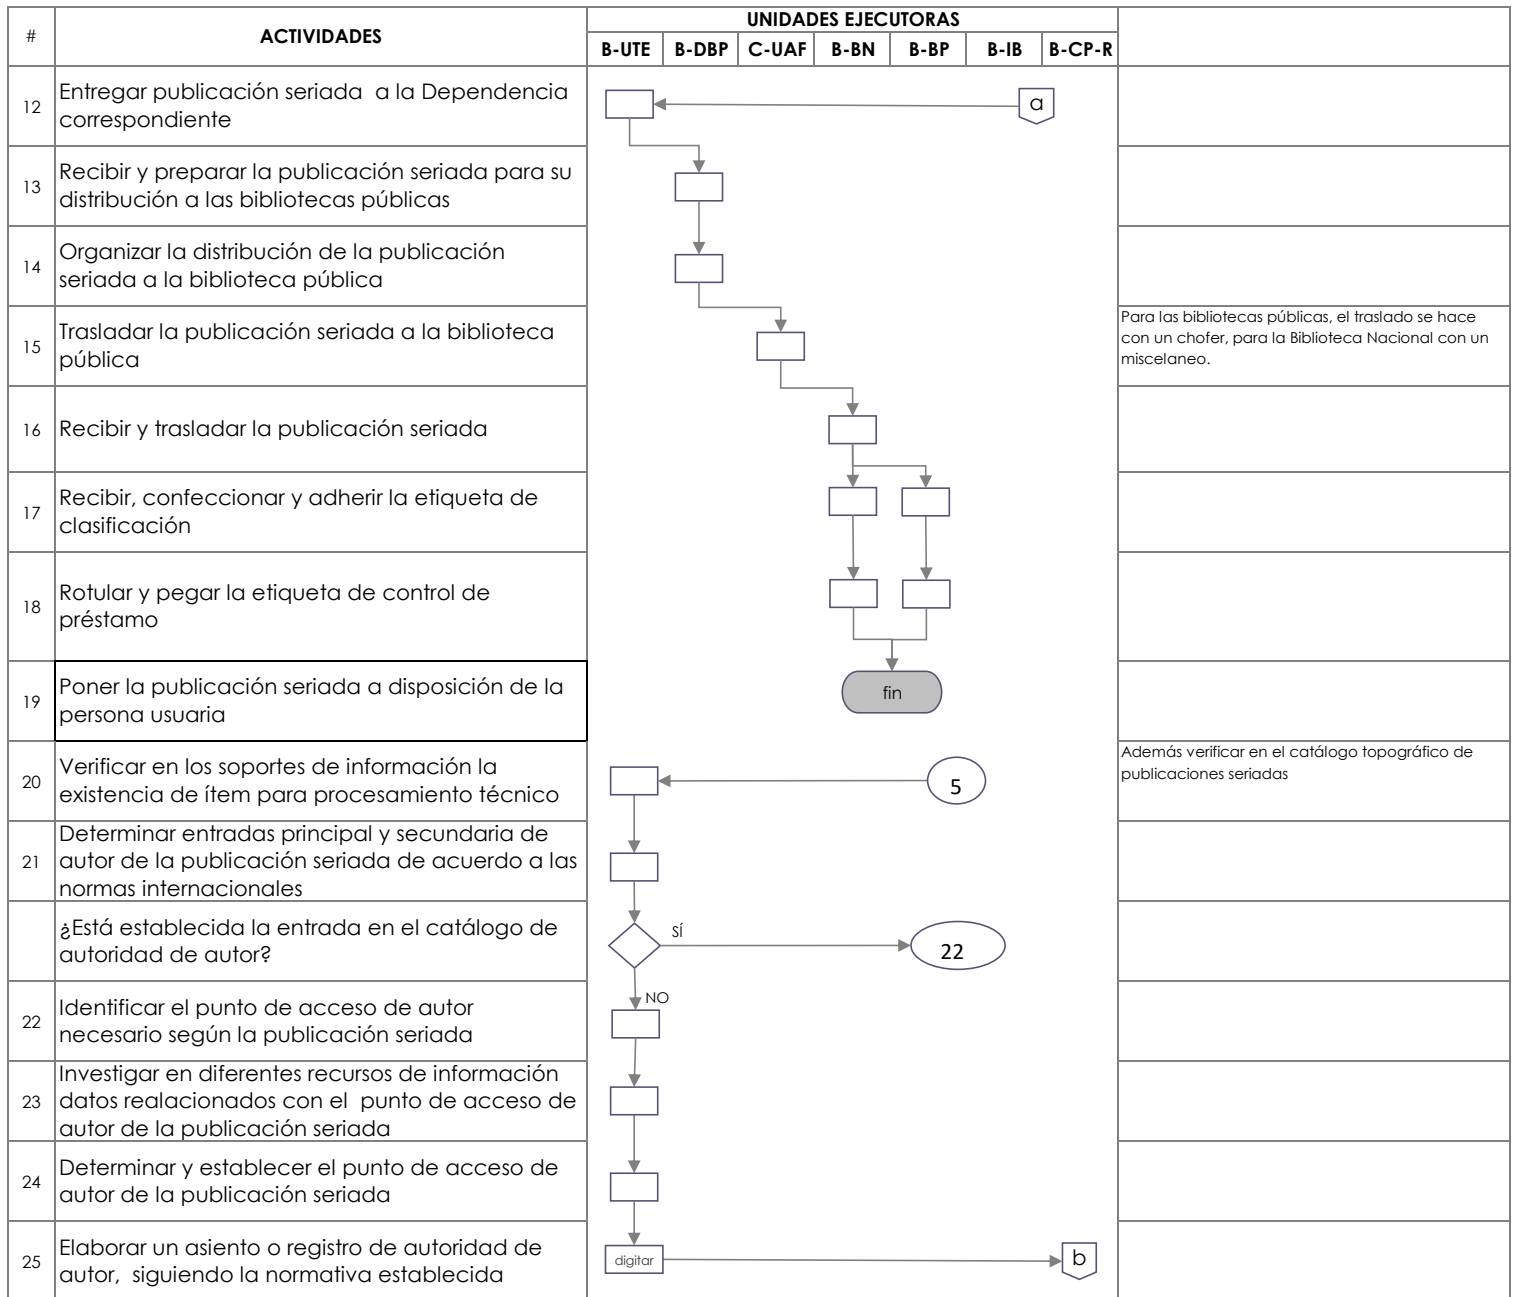 # ACTIVIDADES UNIDADES EJECUTORAS
B-UTE B-DBP C-UAF B-BN B-BP B-IB B-CP-R
12 Entregar publicación seriada a la Dependencia
correspondiente
a
13 Recibir y preparar la publicación seriada para su
distribución a las bibliotecas públicas
14 Organizar la distribución de la publicación
seriada a la biblioteca pública
15 Trasladar la publicación seriada a la biblioteca
pública
Para las bibliotecas públicas, el traslado se hace
con un chofer, para la Biblioteca Nacional con un
miscelaneo.
16 Recibir y trasladar la publicación seriada
17 Recibir, confeccionar y adherir la etiqueta de
clasificación
18 Rotular y pegar la etiqueta de control de
préstamo
19 Poner la publicación seriada a disposición de la
persona usuaria
fin
20 Verificar en los soportes de información la
existencia de ítem para procesamiento técnico
5
Además verificar en el catálogo topográfico de
publicaciones seriadas
21 Determinar entradas principal y secundaria de
autor de la publicación seriada de acuerdo a las
normas internacionales
¿Está establecida la entrada en el catálogo de
autoridad de autor?
SÍ
22
NO
22 Identificar el punto de acceso de autor
necesario según la publicación seriada
23 Investigar en diferentes recursos de información
datos realacionados con el punto de acceso de
autor de la publicación seriada
24 Determinar y establecer el punto de acceso de
autor de la publicación seriada
25 Elaborar un asiento o registro de autoridad de
autor, siguiendo la normativa establecida
digitar
b